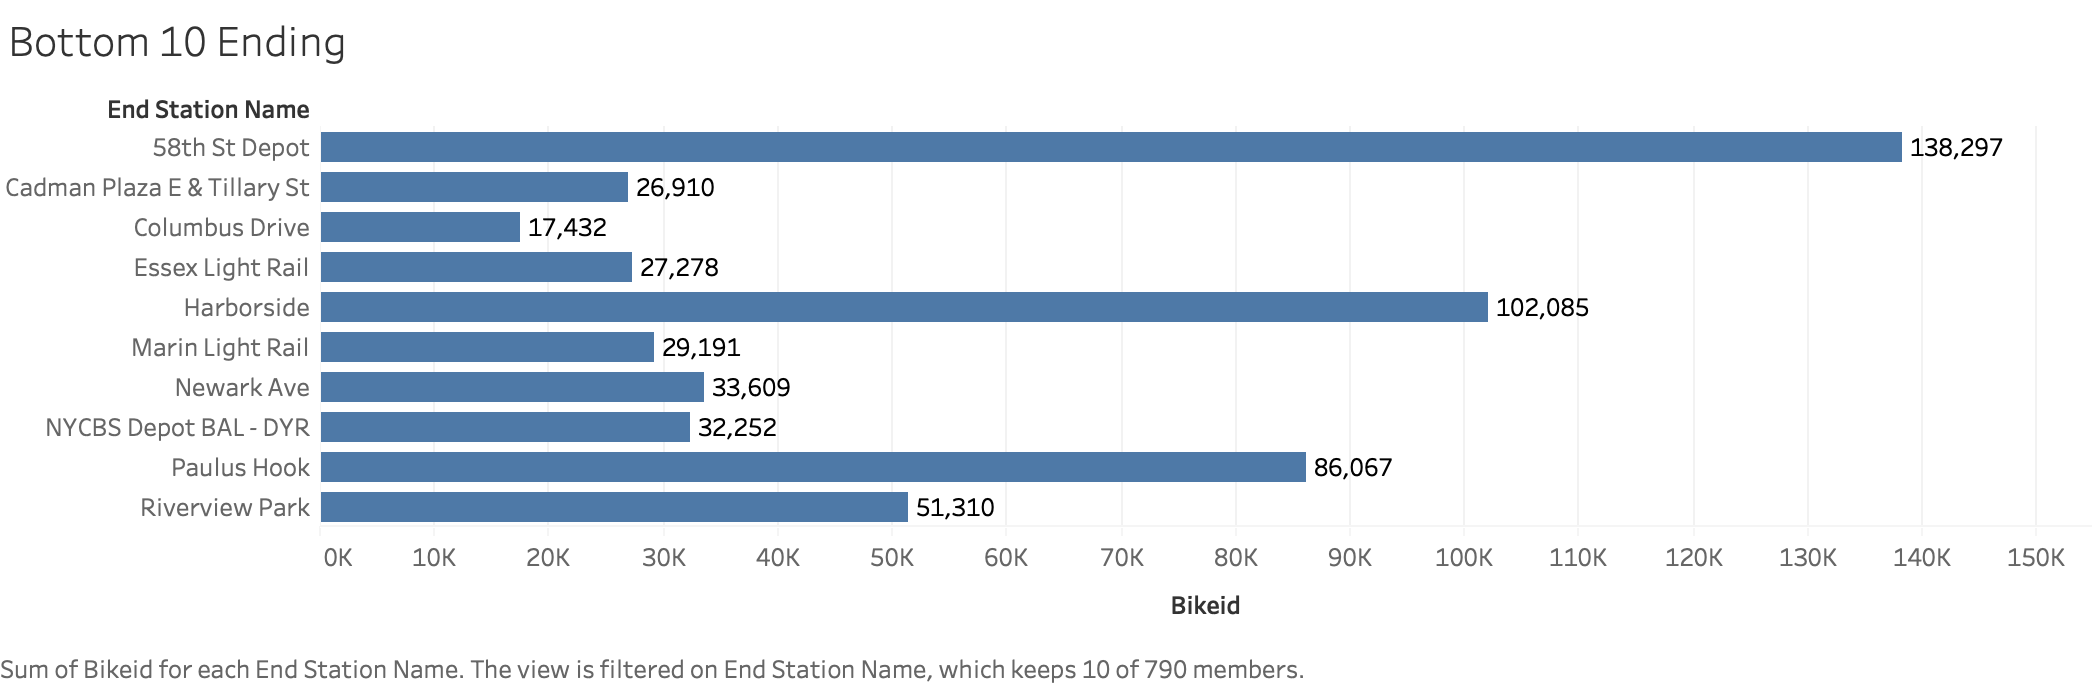 Bottom 10 Ending
End Station Name
58th St Depot 138,297
Cadman Plaza E & Tillary St 26,910
Columbus Drive 17,432
Essex Light Rail 27,278
Harborside 102,085
Marin Light Rail 29,191
Newark Ave 33,609
NYCBS Depot BAL - DYR 32,252
Paulus Hook 86,067
Riverview Park 51,310
0K 10K 20K 30K 40K 50K 60K 70K 80K 90K 100K 110K 120K 130K 140K 150K
Bikeid
Sum of Bikeid for each End Station Name. The view is filtered on End Station Name, which keeps 10 of 790 members.